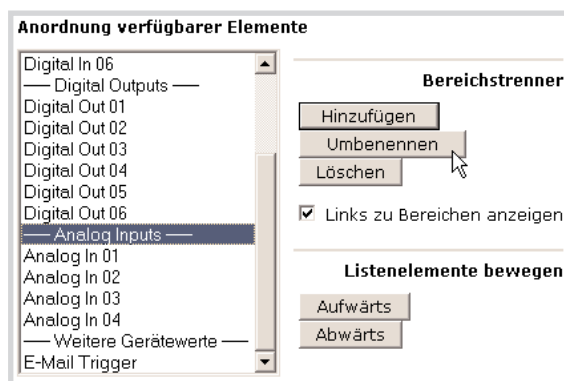 Anordnung verfügbarer Elemente
Digital In 06
── Digital Outputs ──
Digital Out 01
Digital Out 02
Digital Out 03
Digital Out 04
Digital Out 05
Digital Out 06
── Analog Inputs ──
Analog In 01
Analog In 02
Analog In 03
Analog In 04
── Weitere Gerätewerte ──
E-Mail Trigger
Bereichstrenner
Hinzufügen
Umbenennen
Löschen
Links zu Bereichen anzeigen
Listenelemente bewegen
Aufwärts
Abwärts